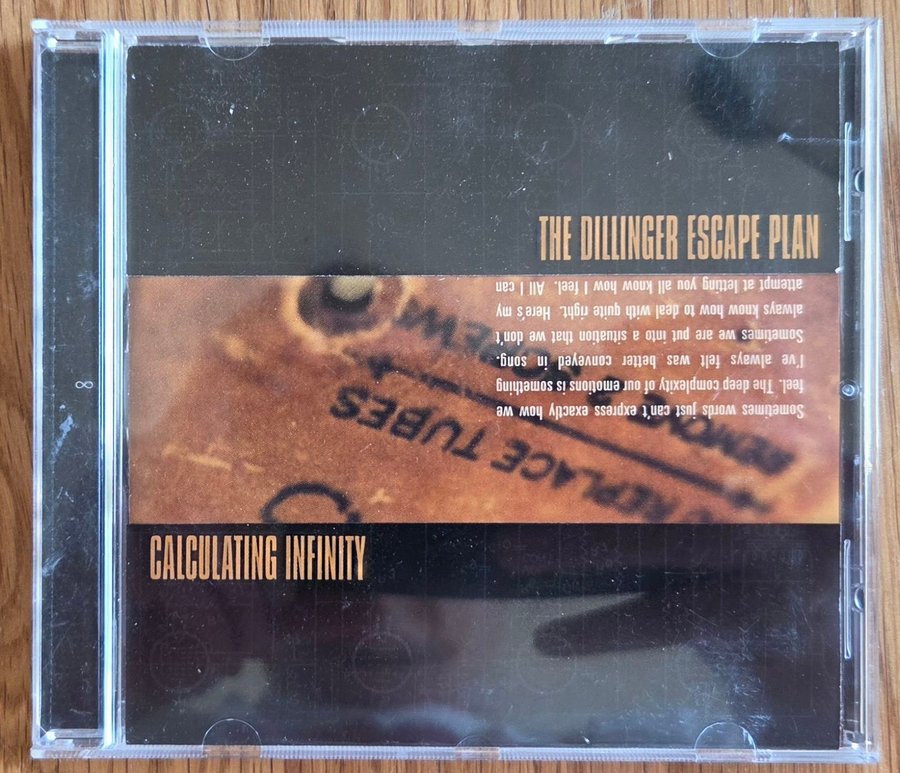 THE DILLINGER ESCAPE PLAN
Sometimes words just can't express exactly how we
feel. The deep complexity of our emotions is something
I've always felt was better conveyed in song.
Sometimes we are put into a situation that we don't
always know how to deal with quite right. Here's my
attempt at letting you all know how I feel. All I can
REPLACE TUBES
REMOVE 2
CALCULATING INFINITY
8